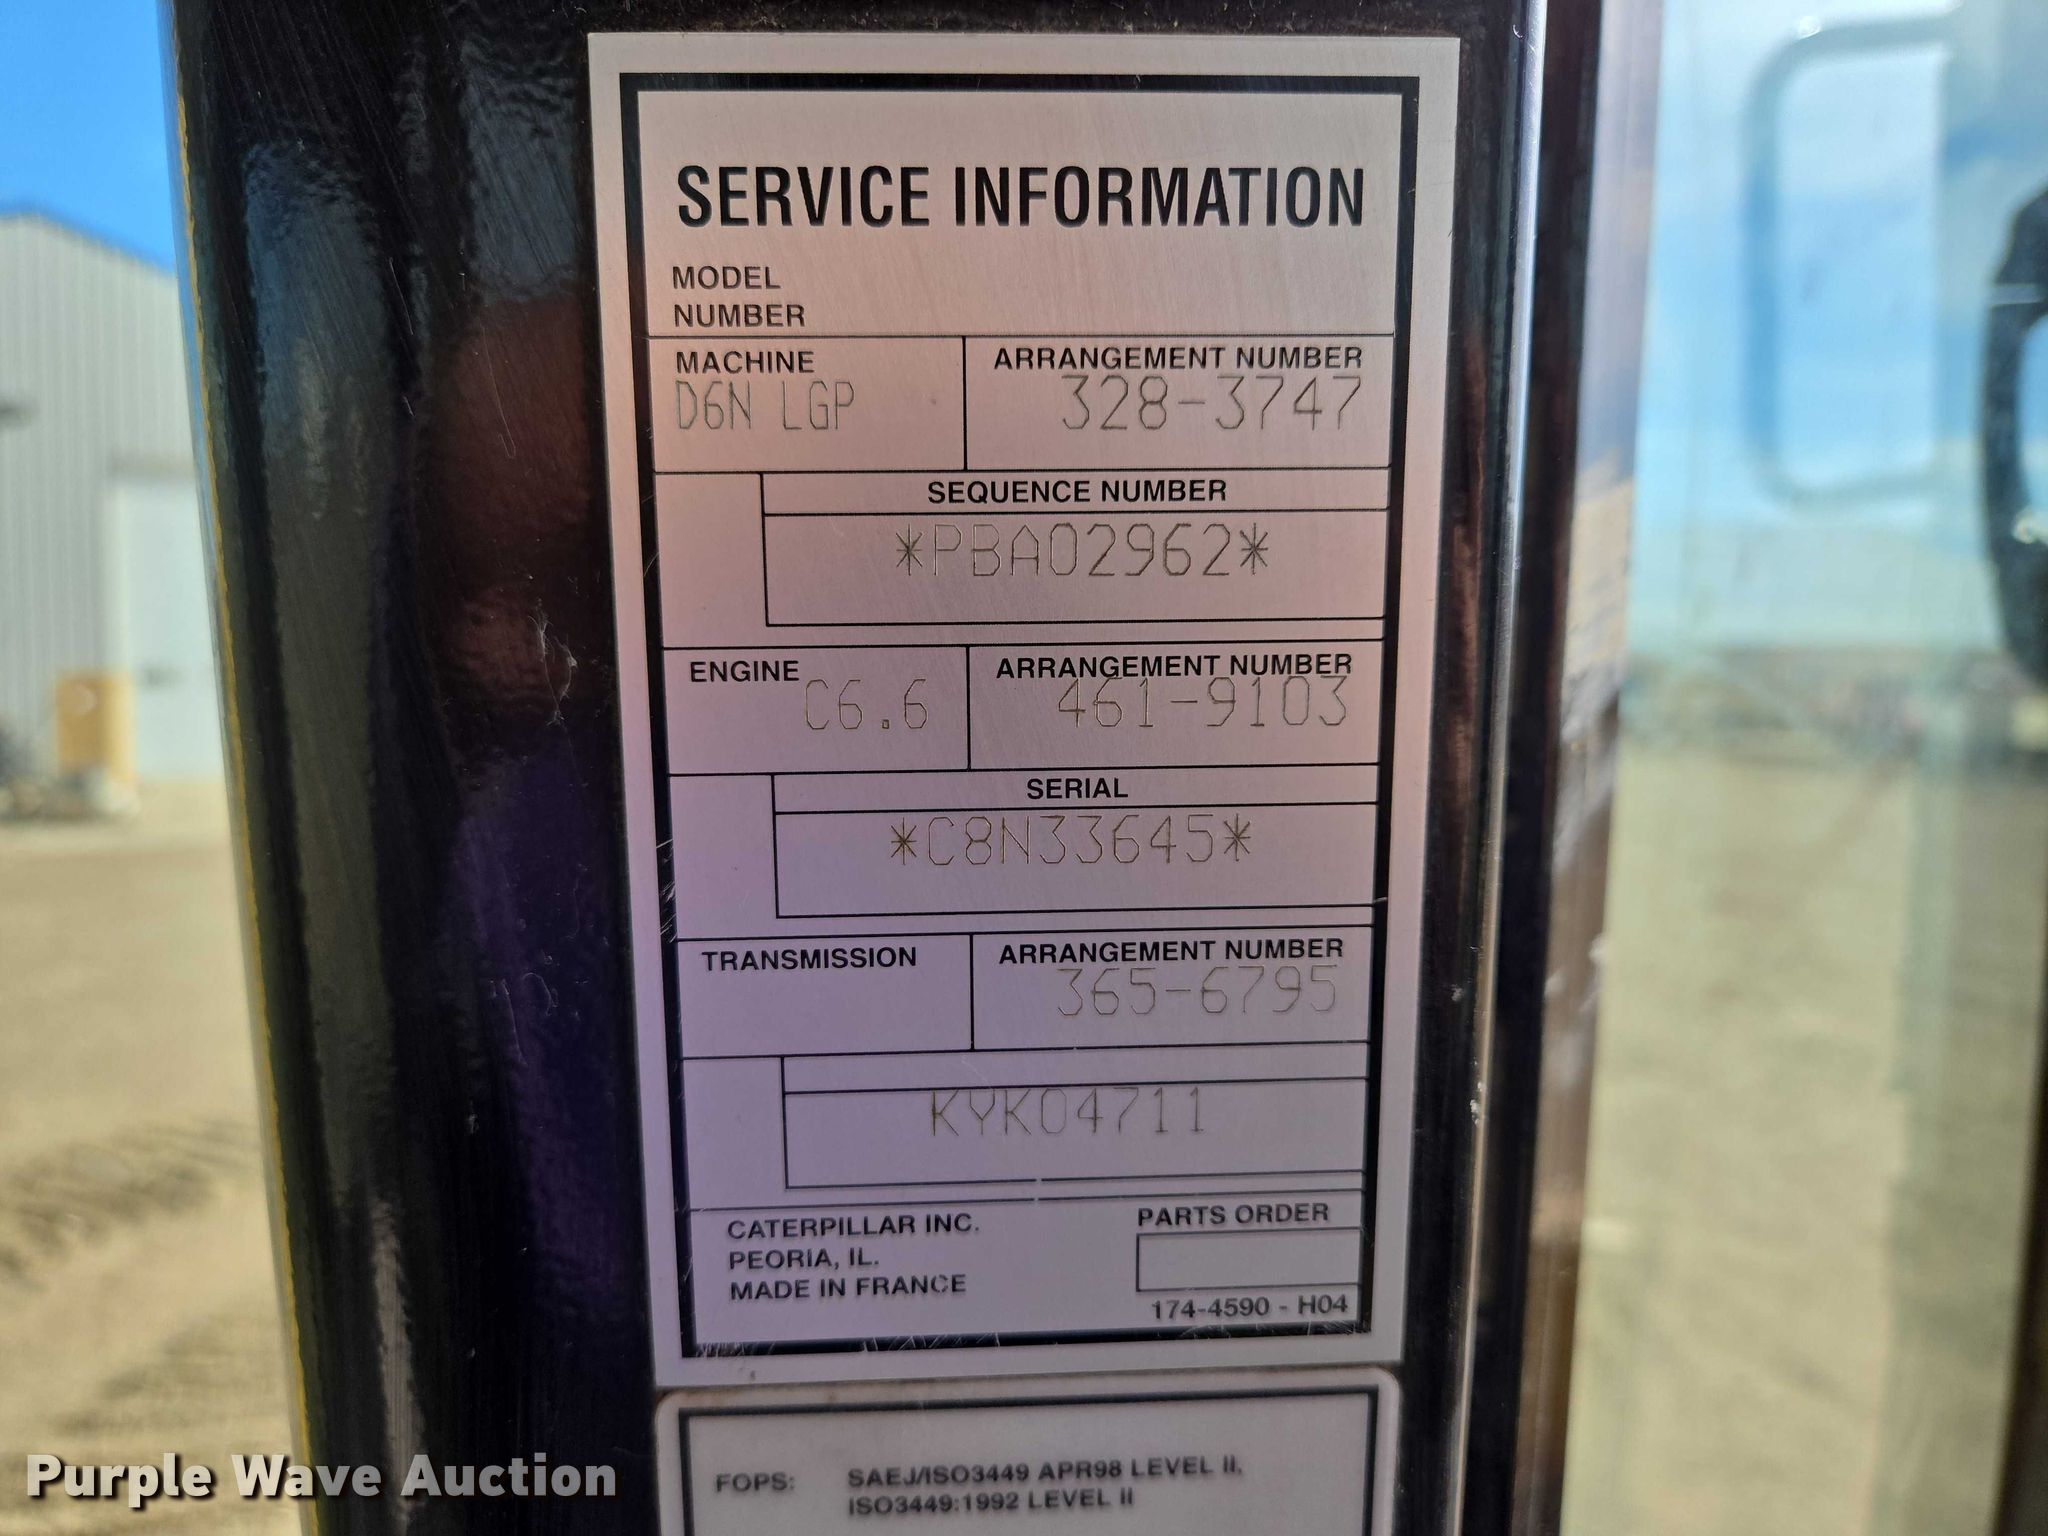 SERVICE INFORMATION
MODEL
NUMBER
MACHINE
D6N LGP
ARRANGEMENT NUMBER
328-3747
SEQUENCE NUMBER
*PBA02962*
ENGINE
C6.6
ARRANGEMENT NUMBER
461-9103
SERIAL
*C8N33645*
TRANSMISSION
ARRANGEMENT NUMBER
365-6795
KYK04711
CATERPILLAR INC.
PEORIA, IL.
MADE IN FRANCE
PARTS ORDER
174-4590 - H04
FOPS: SAEJ/ISO3449 APR98 LEVEL II,
ISO3449:1992 LEVEL II
Purple Wave Auction